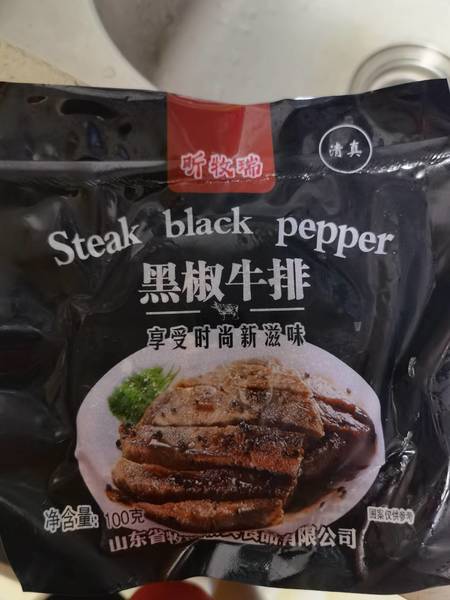 昕牧瑞
清真
Steak black pepper
黑椒牛排
享受时尚新滋味
净含量: 100克
图案仅供参考
山东省 食品有限公司